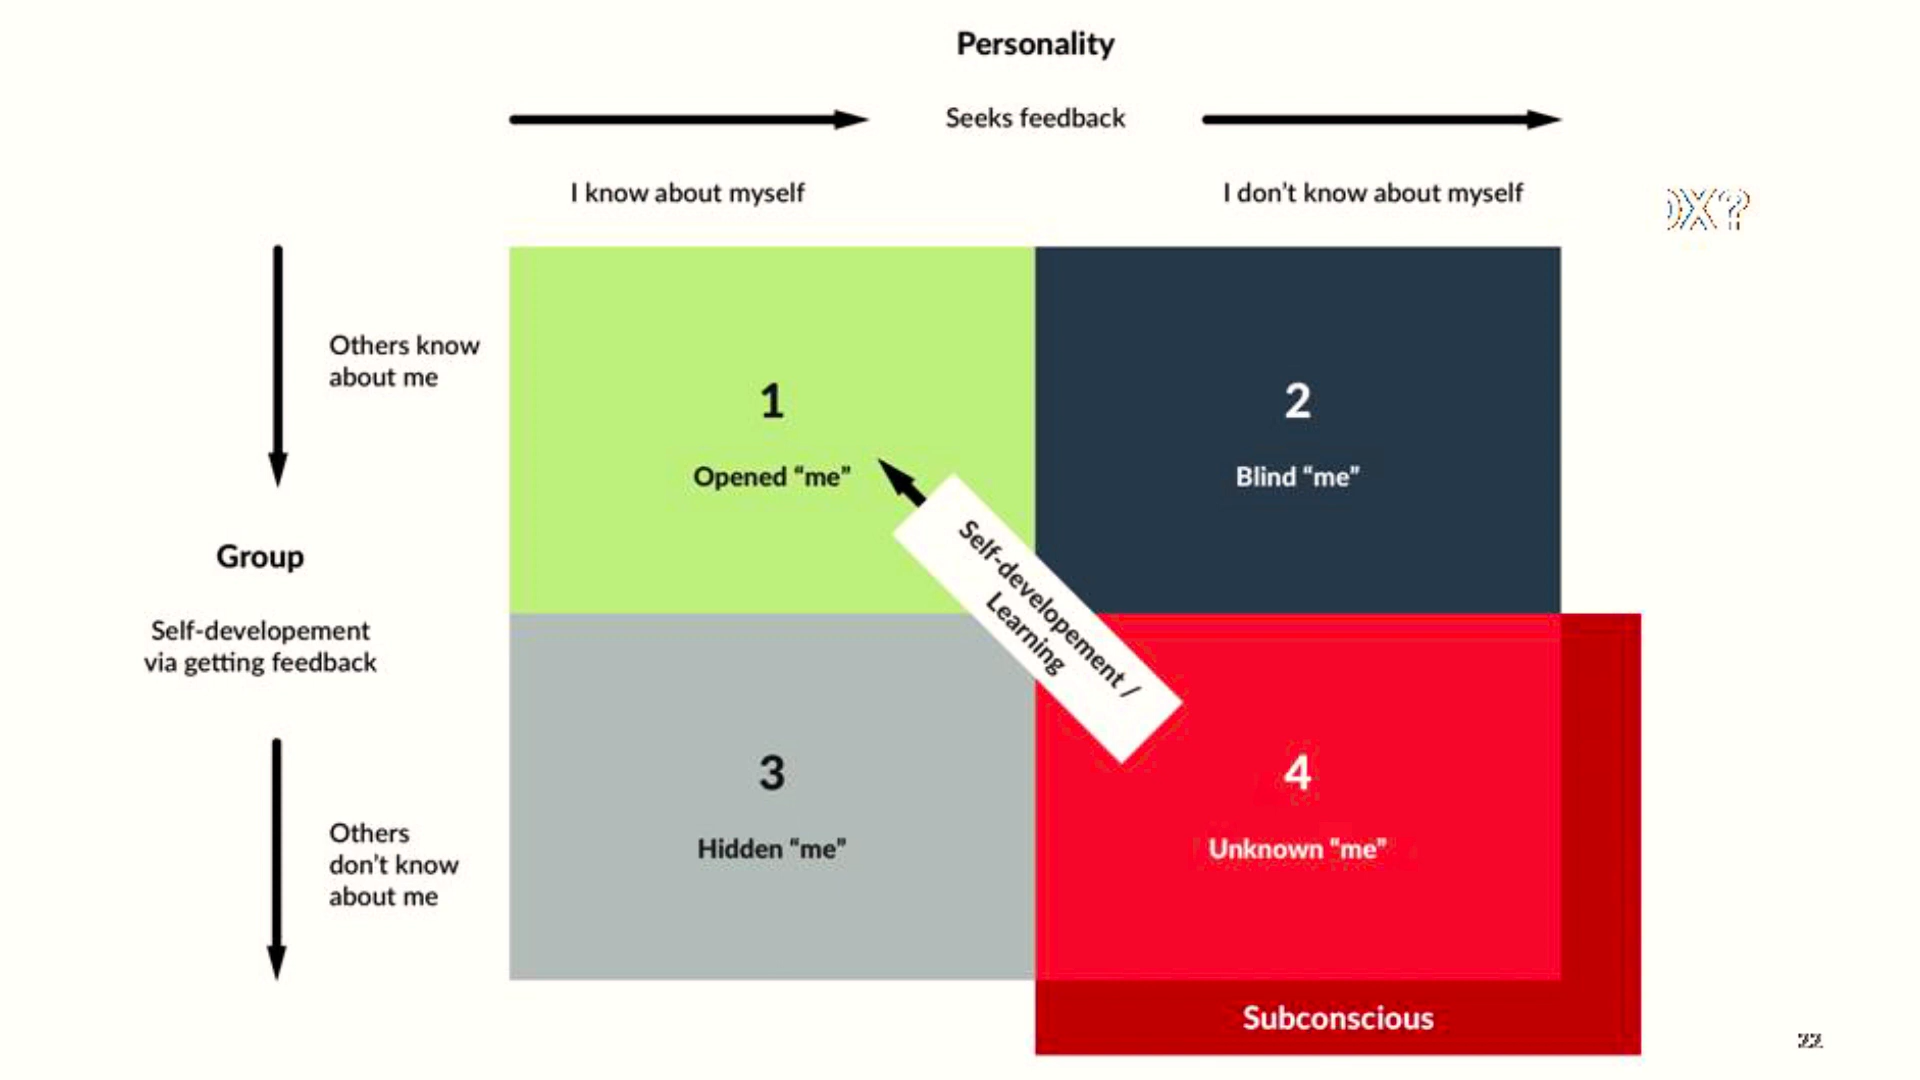 Personality
Seeks feedback
I know about myself
I don't know about myself
OX?
Others know
about me
1
Opened “me”
2
Blind “me”
Group
Self-developement
via getting feedback
Self-developement /
Learning
3
Hidden “me”
4
Unknown “me”
Others
don't know
about me
Subconscious
22